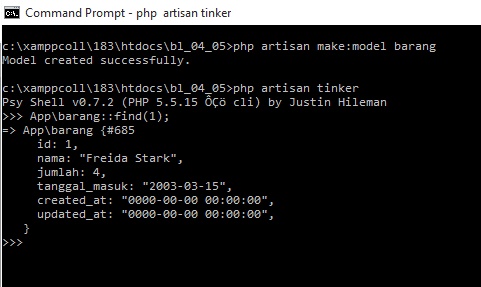 Command Prompt - php  artisan tinker
c:\xamppcoll\183\htdocs\bl_04_05>php artisan make:model barang
Model created successfully.
c:\xamppcoll\183\htdocs\bl_04_05>php artisan tinker
Psy Shell v0.7.2 (PHP 5.5.15 ÔÇö cli) by Justin Hileman
>>> App\barang::find(1);
=> App\barang {#685
     id: 1,
     nama: "Freida Stark",
     jumlah: 4,
     tanggal_masuk: "2003-03-15",
     created_at: "0000-00-00 00:00:00",
     updated_at: "0000-00-00 00:00:00",
   }
>>>